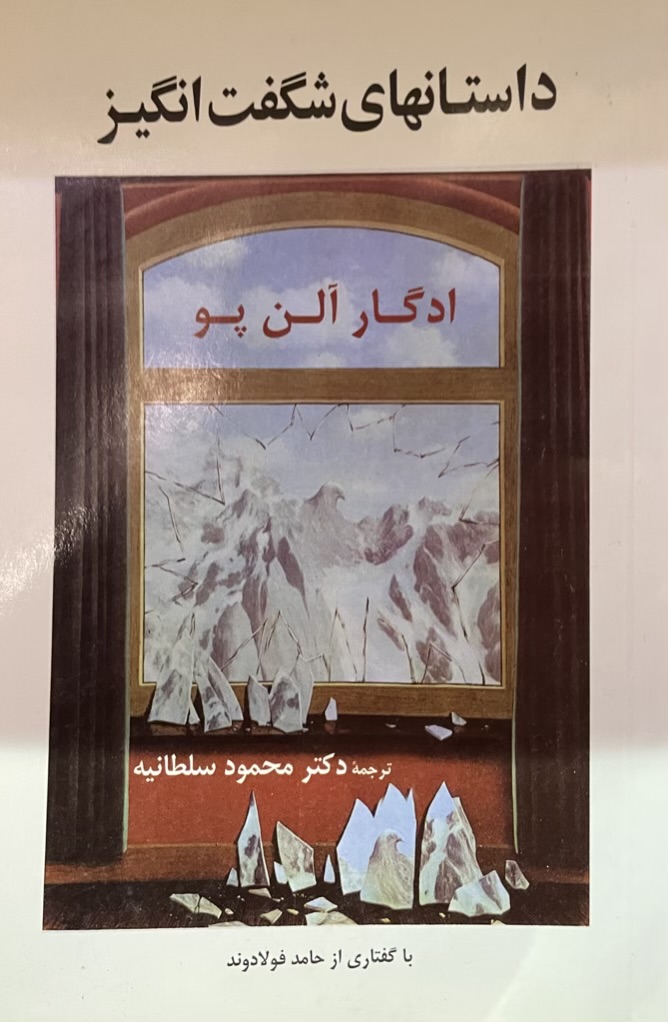 داستانهای شگفت انگیز
ادگار آلن پو
ترجمهٔ دکتر محمود سلطانیه
با گفتاری از حامد فولادوند